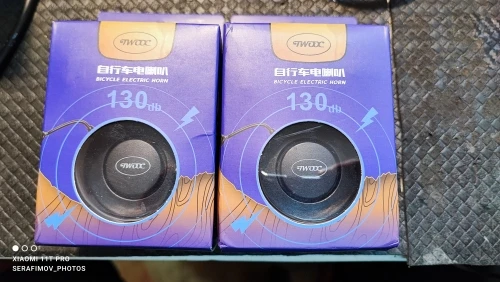 TWOOC
自行车电喇叭
BICYCLE ELECTRIC HORN
130db
TWOOC
TWOOC
自行车电喇叭
BICYCLE ELECTRIC HORN
130db
TWOOC
XIAOMI 11T PRO
SERAFIMOV_PHOTOS